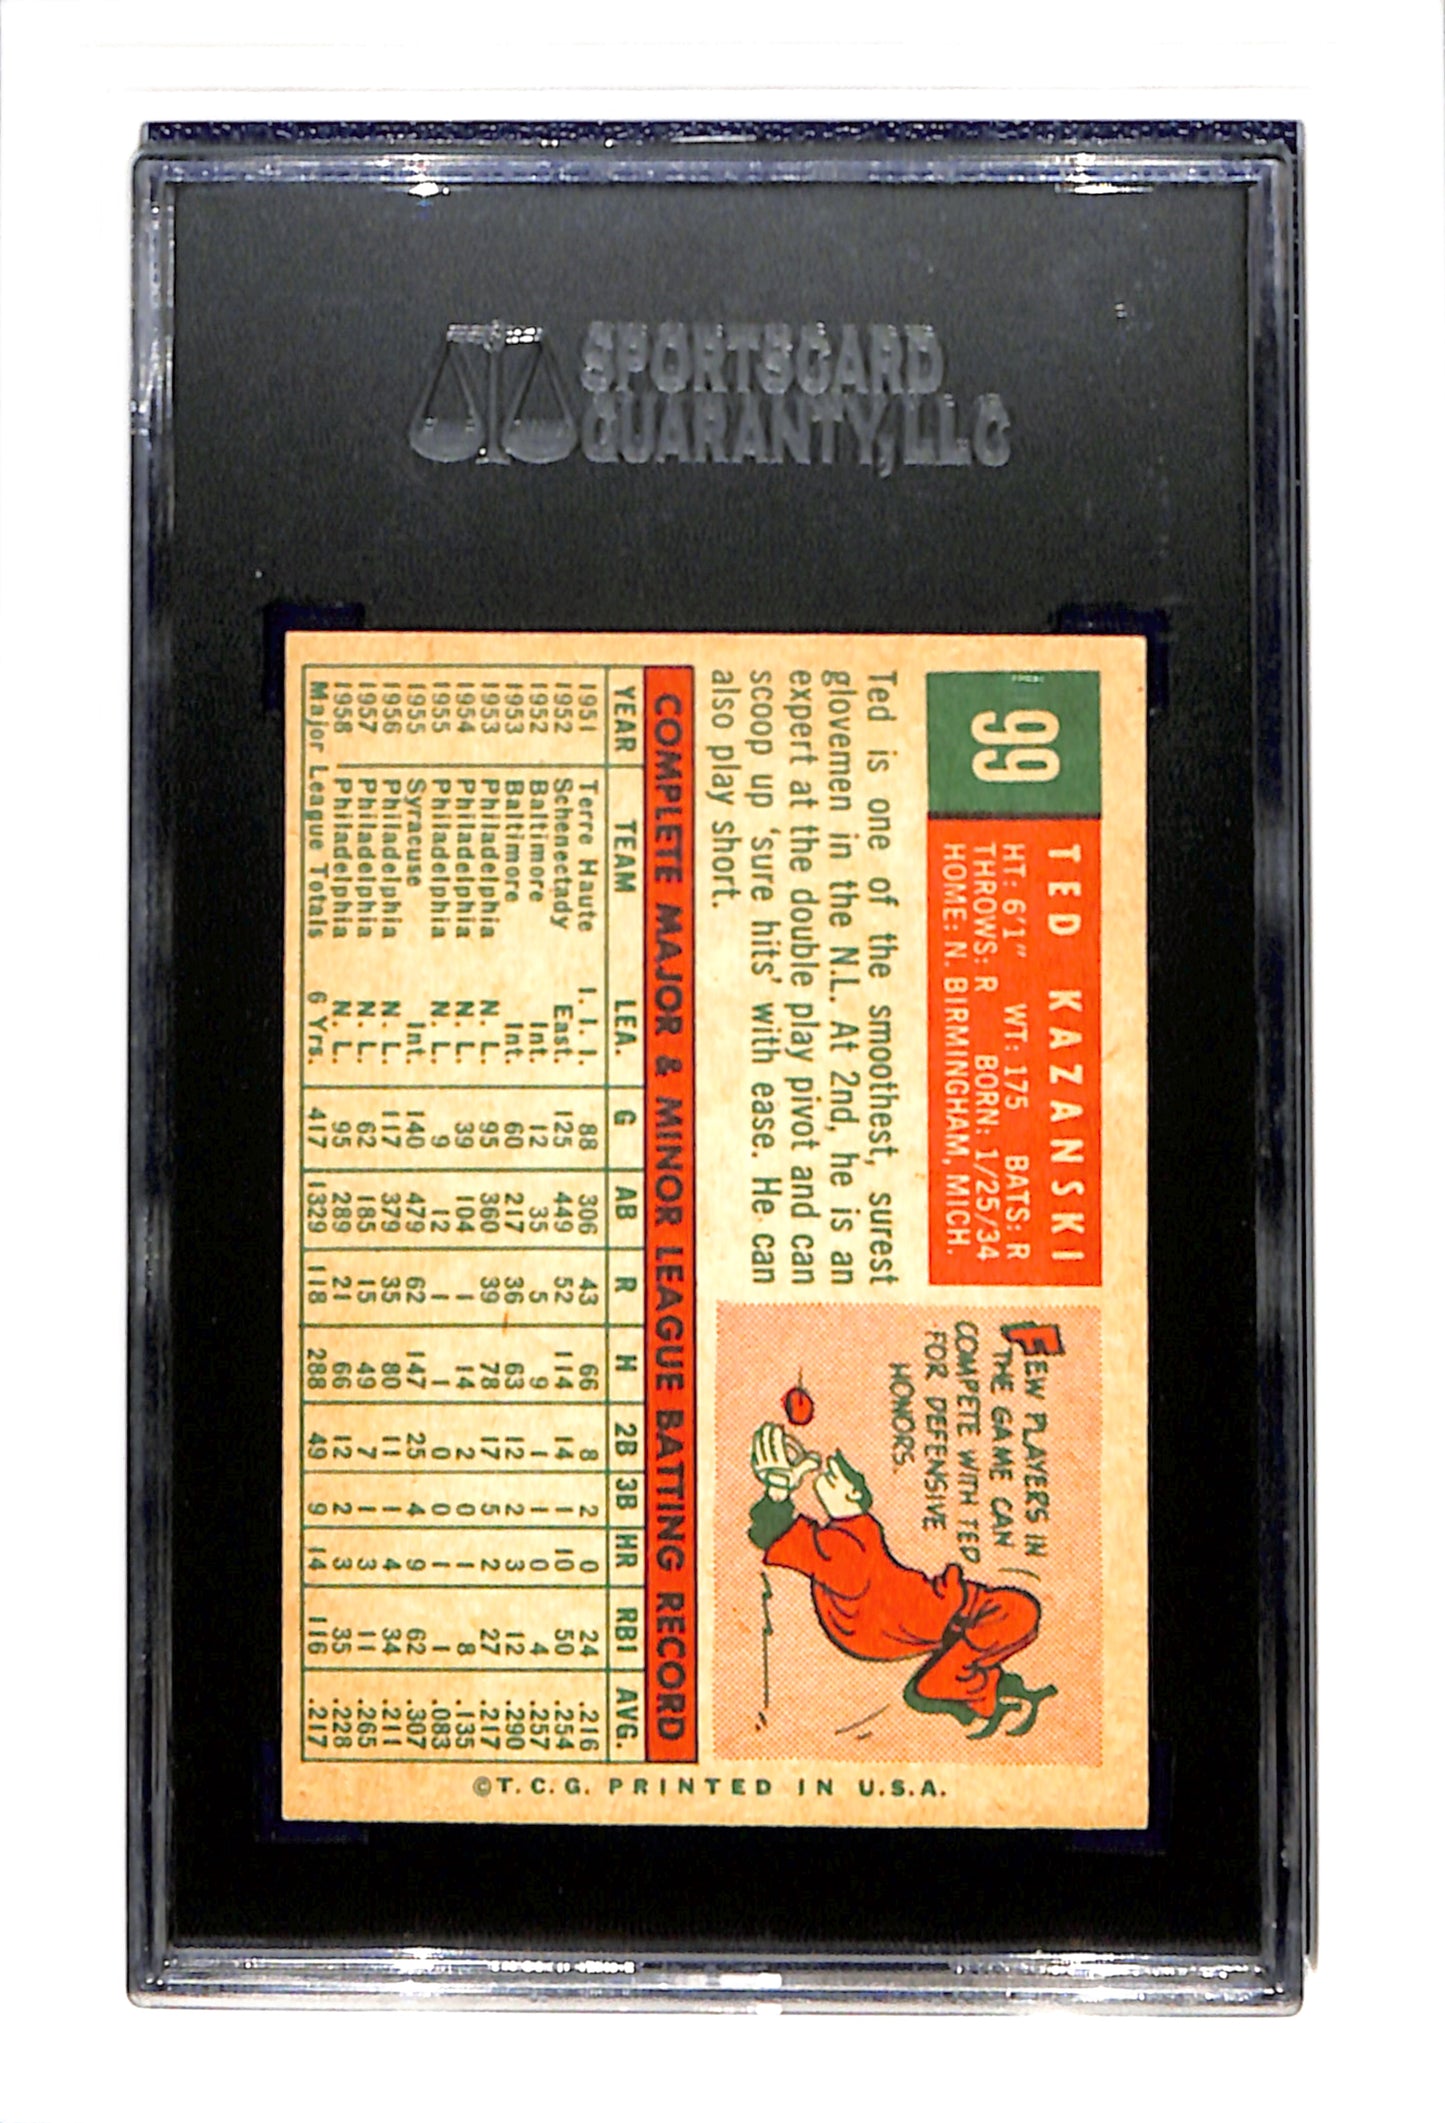 SPORTSCARD
GUARANTY, LLC
99
TED KAZANSKI
HT: 6'1" WT: 175 BATS: R
THROWS: R BORN: 1/25/34
HOME: N. BIRMINGHAM, MICH.
Ted is one of the smoothest, surest
glovemen in the N.L. At 2nd, he is an
expert at the double play pivot and can
scoop up 'sure hits' with ease. He can
also play short.
FEW PLAYERS IN
THE GAME CAN
COMPETE WITH TED
FOR DEFENSIVE
HONORS.
COMPLETE MAJOR & MINOR LEAGUE BATTING RECORD
YEAR TEAM LEA. G AB R H 2B 3B HR RBI AVG.
1951 Terre Haute I. I. I. 88 306 43 66 8 2 0 24 .216
1952 Schenectady East. 125 449 52 114 14 1 10 50 .254
1952 Baltimore Int. 12 35 5 9 1 1 0 4 .257
1953 Baltimore Int. 60 217 36 63 12 2 3 12 .290
1953 Philadelphia N. L. 95 360 39 78 17 5 2 27 .217
1954 Philadelphia N. L. 39 104 1 14 2 0 1 8 .135
1955 Philadelphia N. L. 9 12 1 1 0 0 1 1 .083
1955 Syracuse Int. 140 479 62 147 25 4 9 62 .307
1956 Philadelphia N. L. 117 379 35 80 11 1 4 34 .211
1957 Philadelphia N. L. 62 185 15 49 7 1 3 11 .265
1958 Philadelphia N. L. 95 289 21 66 12 2 3 35 .228
Major League Totals 6 Yrs. 417 1329 118 288 49 9 14 116 .217
©T.C.G. PRINTED IN U.S.A.